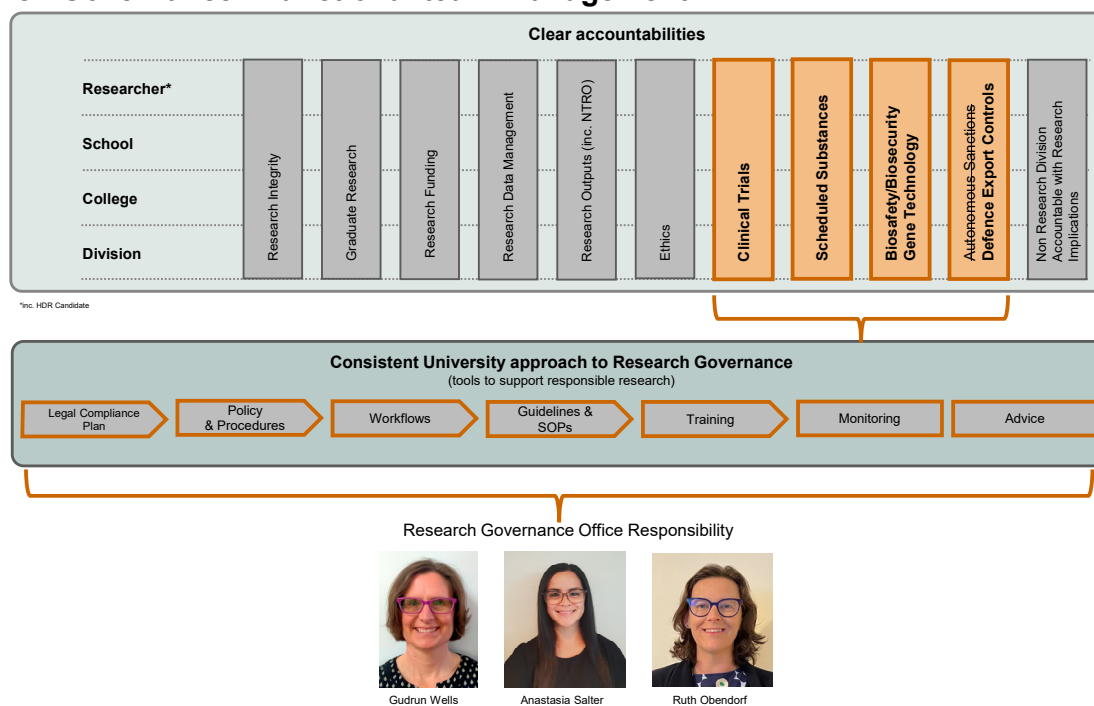 Clear accountabilities
Researcher*
School
College
Division
Research Integrity
Graduate Research
Research Funding
Research Data Management
Research Outputs (inc. NTRO)
Ethics
Clinical Trials
Scheduled Substances
Biosafety/Biosecurity
Gene Technology
Autonomous Sanctions
Defence Export Controls
Non Research Division
Accountable with Research
Implications
*inc. HDR Candidate
Consistent University approach to Research Governance
(tools to support responsible research)
Legal Compliance
Plan
Policy
& Procedures
Workflows
Guidelines &
SOPs
Training
Monitoring
Advice
Research Governance Office Responsibility
Gudrun Wells
Anastasia Salter
Ruth Obendorf